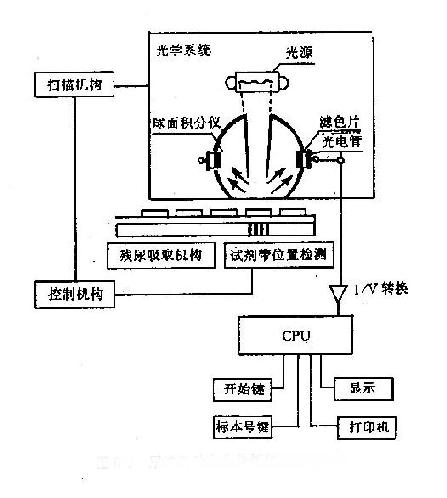 光学系统
光源
扫描机构
球面积分仪
滤色片
光电管
残尿吸取机构
试剂带位置检测
控制机构
I/V 转换
CPU
开始键
显示
标本号键
打印机